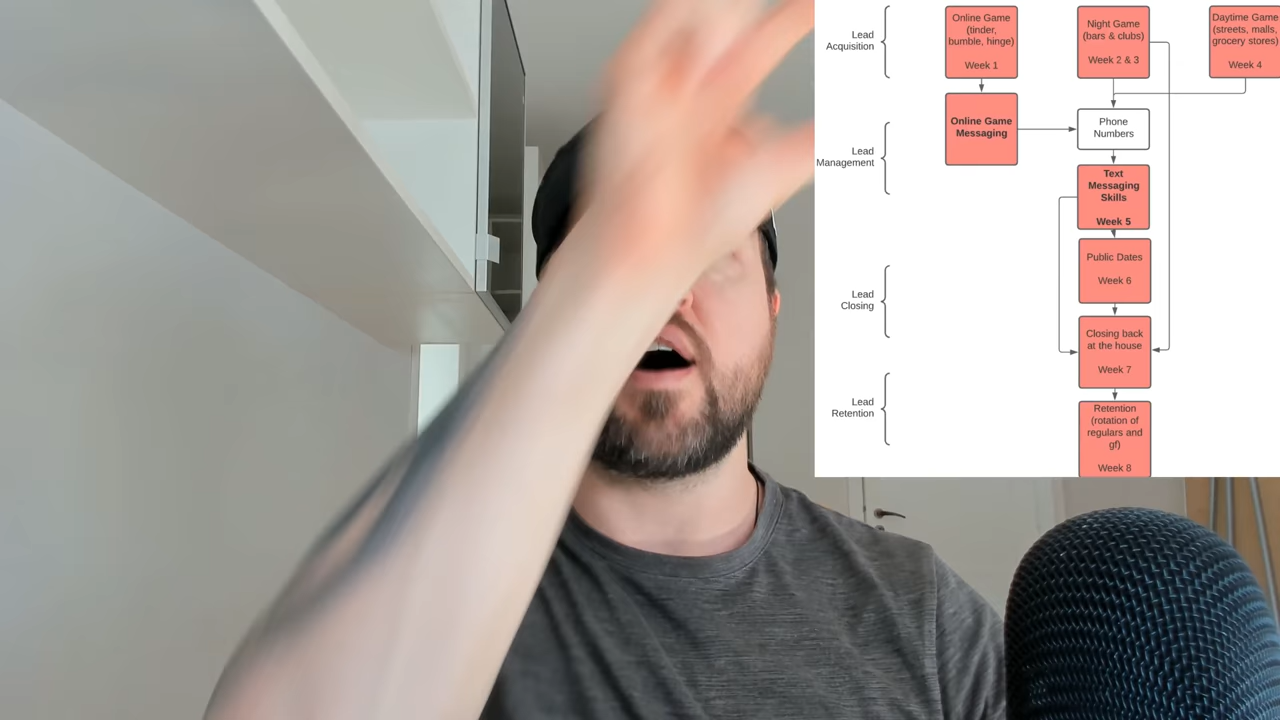 Lead
Acquisition
Online Game
(tinder,
bumble, hinge)
Week 1
Night Game
(bars & clubs)
Week 2 & 3
Daytime Game
(streets, malls,
grocery stores)
Week 4
Lead
Management
Online Game
Messaging
Phone
Numbers
Text
Messaging
Skills
Week 5
Lead
Closing
Public Dates
Week 6
Closing back
at the house
Week 7
Lead
Retention
Retention
(rotation of
regulars and
gf)
Week 8